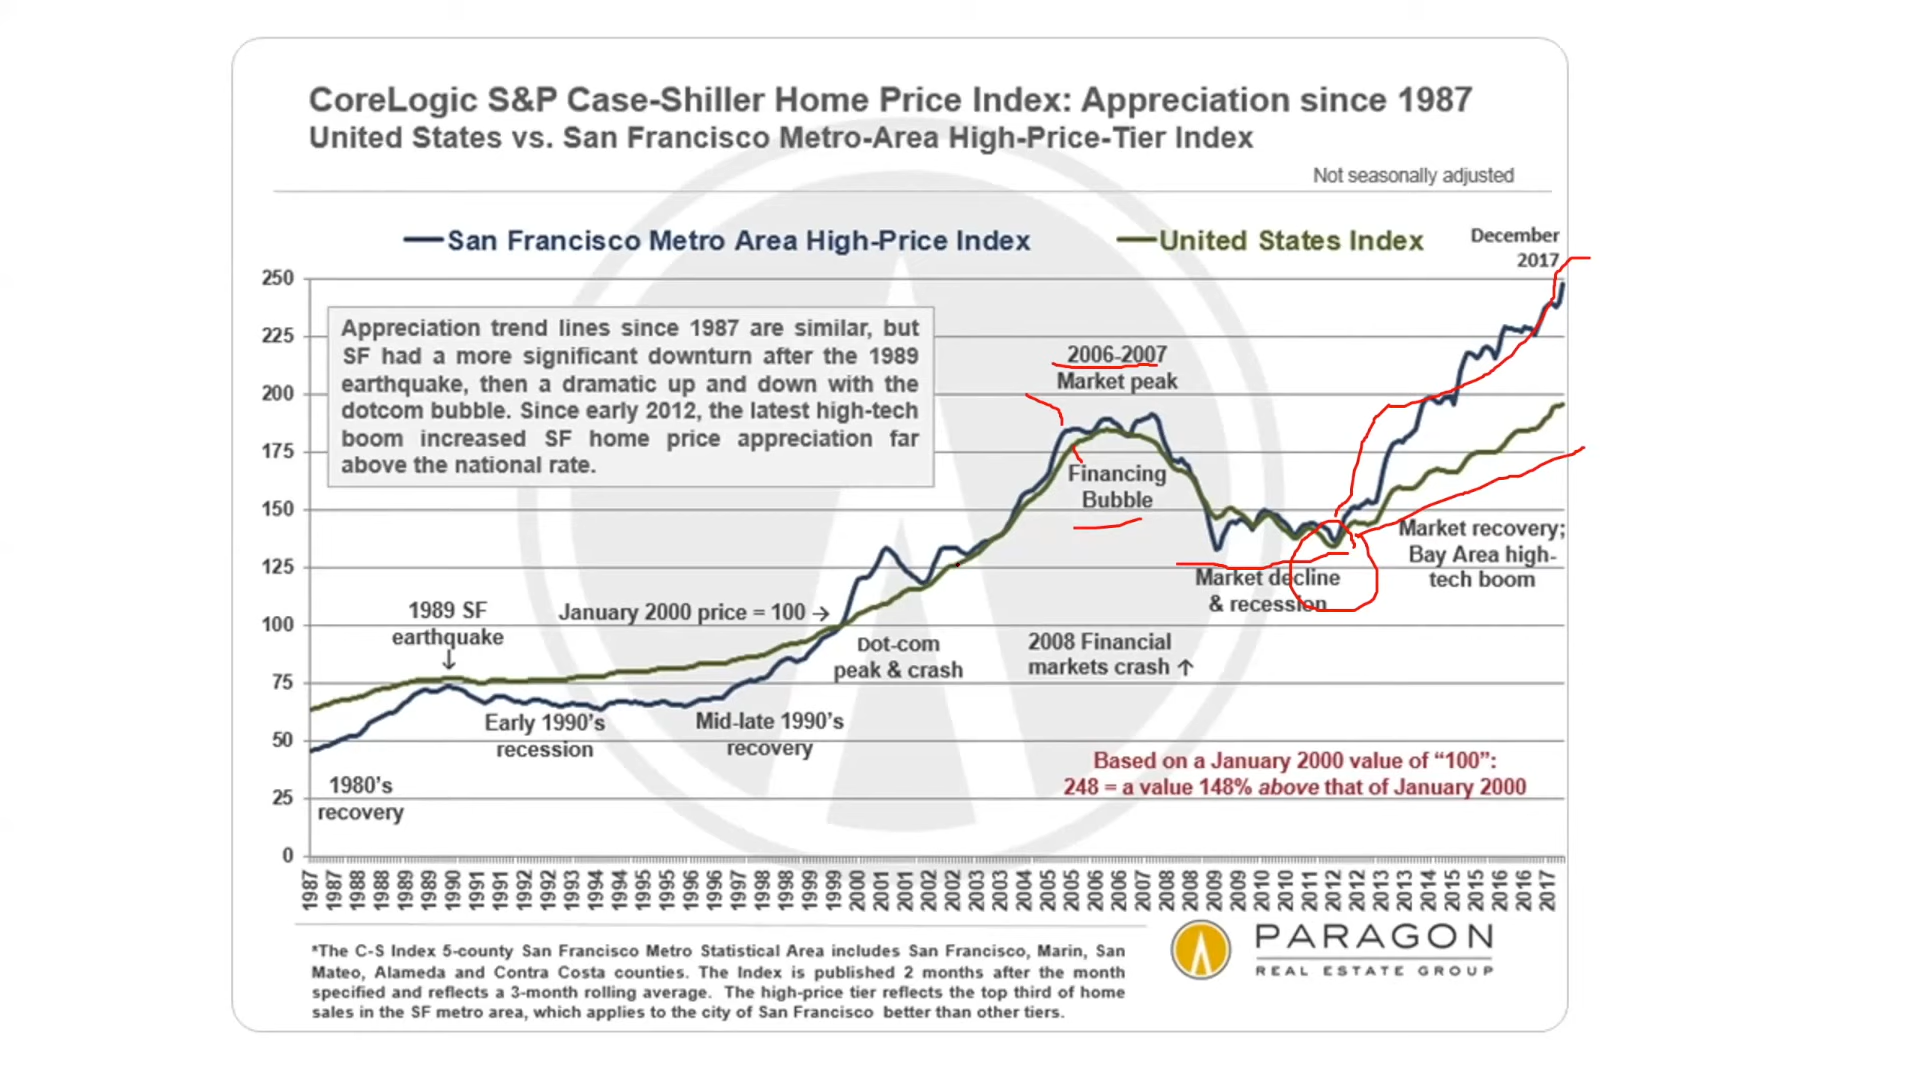 CoreLogic S&P Case-Shiller Home Price Index: Appreciation since 1987
United States vs. San Francisco Metro-Area High-Price-Tier Index
Not seasonally adjusted
San Francisco Metro Area High-Price Index
United States Index
December
2017
250
225
200
175
150
125
100
75
50
25
0
Appreciation trend lines since 1987 are similar, but
SF had a more significant downturn after the 1989
earthquake, then a dramatic up and down with the
dotcom bubble. Since early 2012, the latest high-tech
boom increased SF home price appreciation far
above the national rate.
2006-2007
Market peak
Financing
Bubble
Market decline
& recession
Market recovery;
Bay Area high-
tech boom
1989 SF
earthquake
↓
January 2000 price = 100 →
Dot-com
peak & crash
2008 Financial
markets crash ↑
Early 1990’s
recession
Mid-late 1990’s
recovery
1980’s
recovery
Based on a January 2000 value of “100”:
248 = a value 148% above that of January 2000
1987 1987 1988 1988 1989 1989 1990 1991 1991 1992 1992 1993 1994 1994 1995 1995 1996 1996 1997 1998 1998 1999 1999 2000 2001 2001 2002 2002 2003 2003 2004 2005 2005 2006 2006 2007 2008 2008 2009 2009 2010 2010 2011 2012 2012 2013 2013 2014 2015 2015 2016 2016 2017
*The C-S Index 5-county San Francisco Metro Statistical Area includes San Francisco, Marin, San
Mateo, Alameda and Contra Costa counties. The Index is published 2 months after the month
specified and reflects a 3-month rolling average. The high-price tier reflects the top third of home
sales in the SF metro area, which applies to the city of San Francisco better than other tiers.
PARAGON
REAL ESTATE GROUP